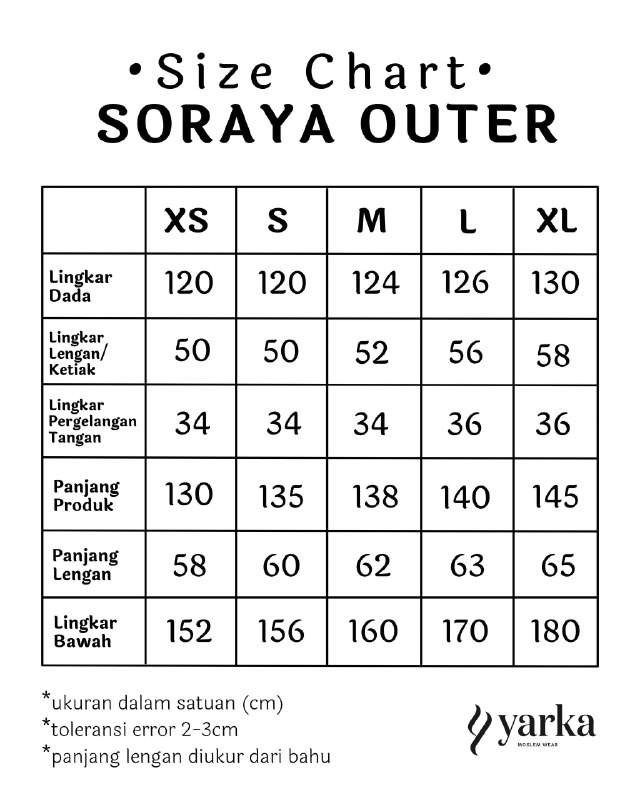 •Size Chart•
SORAYA OUTER
XS S M L XL
Lingkar
Dada
120 120 124 126 130
Lingkar
Lengan/
Ketiak
50 50 52 56 58
Lingkar
Pergelangan
Tangan
34 34 34 36 36
Panjang
Produk
130 135 138 140 145
Panjang
Lengan
58 60 62 63 65
Lingkar
Bawah
152 156 160 170 180
*ukuran dalam satuan (cm)
*toleransi error 2-3cm
*panjang lengan diukur dari bahu
yarka
MOSLEM WEAR